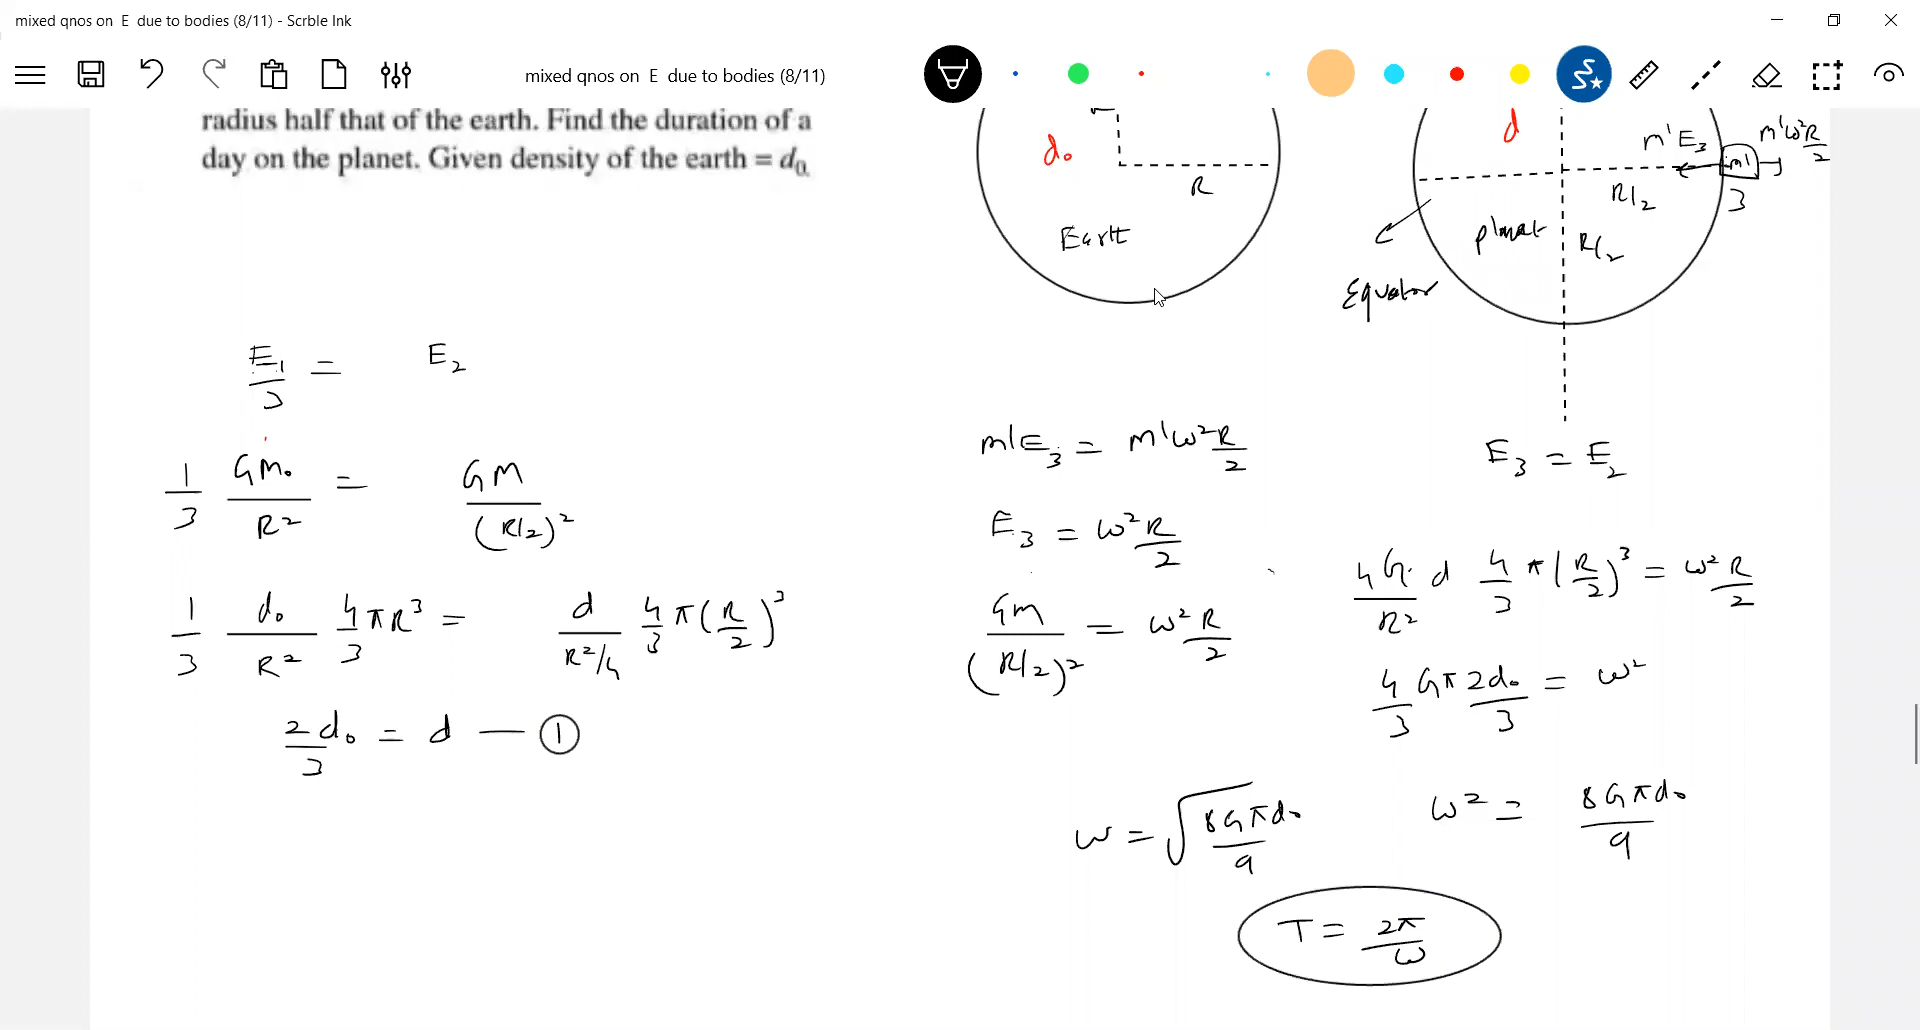 mixed qnos on E due to bodies (8/11) - Scrble Ink
mixed qnos on E due to bodies (8/11)
radius half that of the earth. Find the duration of a
day on the planet. Given density of the earth = d₀.
d₀
R
Earth
d
m'E₃
m'ω²R/2
m'
3
R/2
planet
R/2
Equator
E₁/3 = E₂
1/3 GM₀/R² = GM/(R/2)²
1/3 d₀/R² 4/3 πR³ = d/(R²/4) 4/3 π(R/2)³
2d₀/3 = d — ①
m'E₃ = m'ω²R/2
E₃ = ω²R/2
GM/(R/2)² = ω²R/2
E₃ = E₂
4G/R² d 4/3 π(R/2)³ = ω²R/2
4/3 Gπ 2d₀/3 = ω²
ω² = 8Gπd₀/9
ω = √8Gπd₀/9
T = 2π/ω